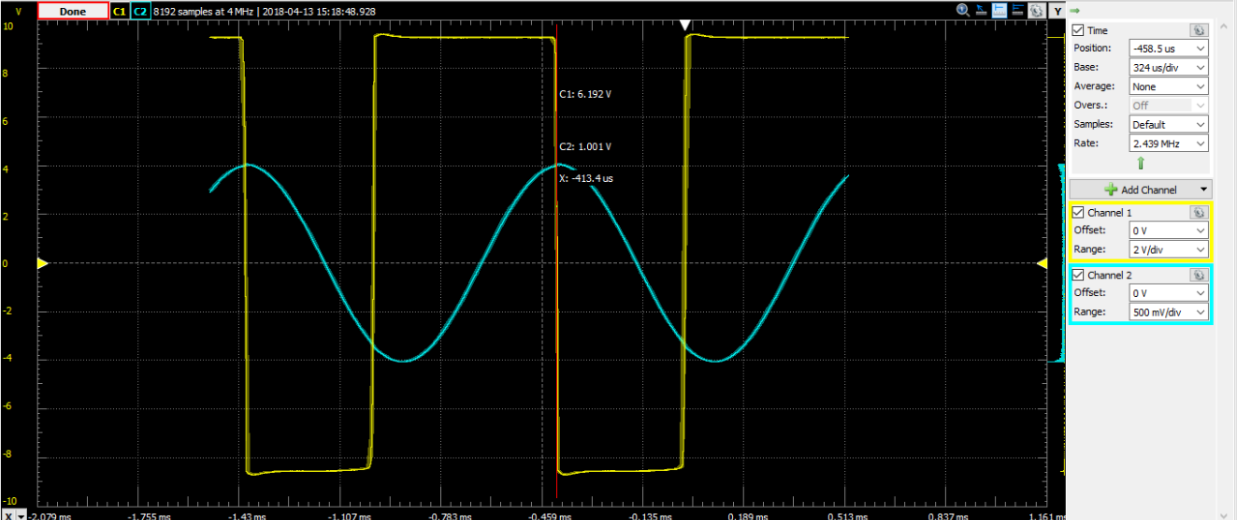 V Done C1 C2 8192 samples at 4 MHz | 2018-04-13 15:18:48.928 Y
10
8
6
4
2
0
-2
-4
-6
-8
-10
C1: 6.192 V
C2: 1.001 V
X: -413.4 us
X -2.079 ms -1.755 ms -1.43 ms -1.107 ms -0.783 ms -0.459 ms -0.135 ms 0.189 ms 0.513 ms 0.837 ms 1.161 ms
Time
Position: -458.5 us
Base: 324 us/div
Average: None
Overs.: Off
Samples: Default
Rate: 2.439 MHz
Add Channel
Channel 1
Offset: 0 V
Range: 2 V/div
Channel 2
Offset: 0 V
Range: 500 mV/div